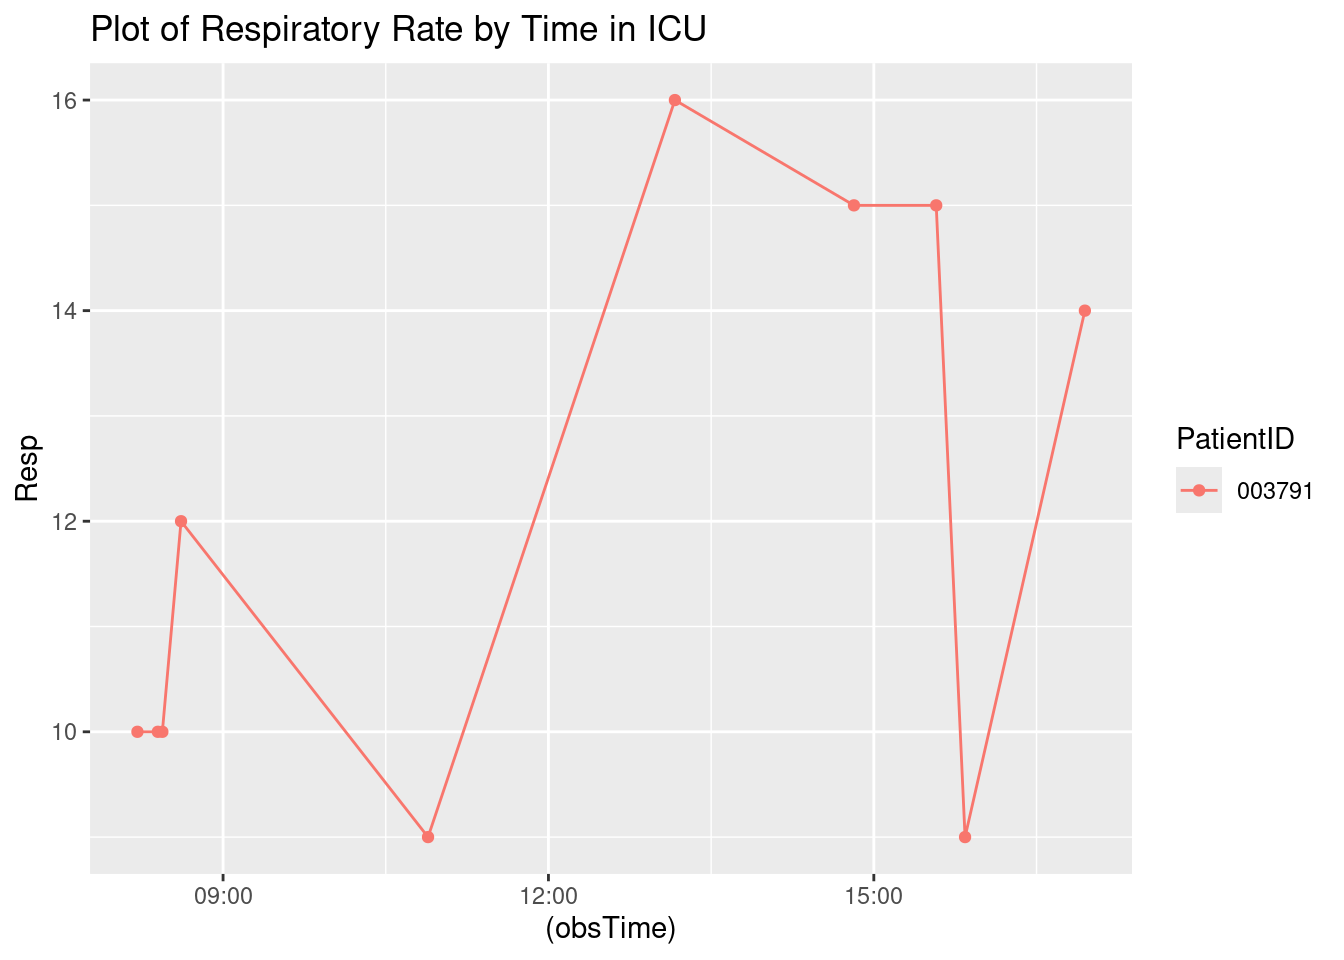 Plot of Respiratory Rate by Time in ICU
16
14
12
10
Resp
09:00
12:00
15:00
(obsTime)
PatientID
003791